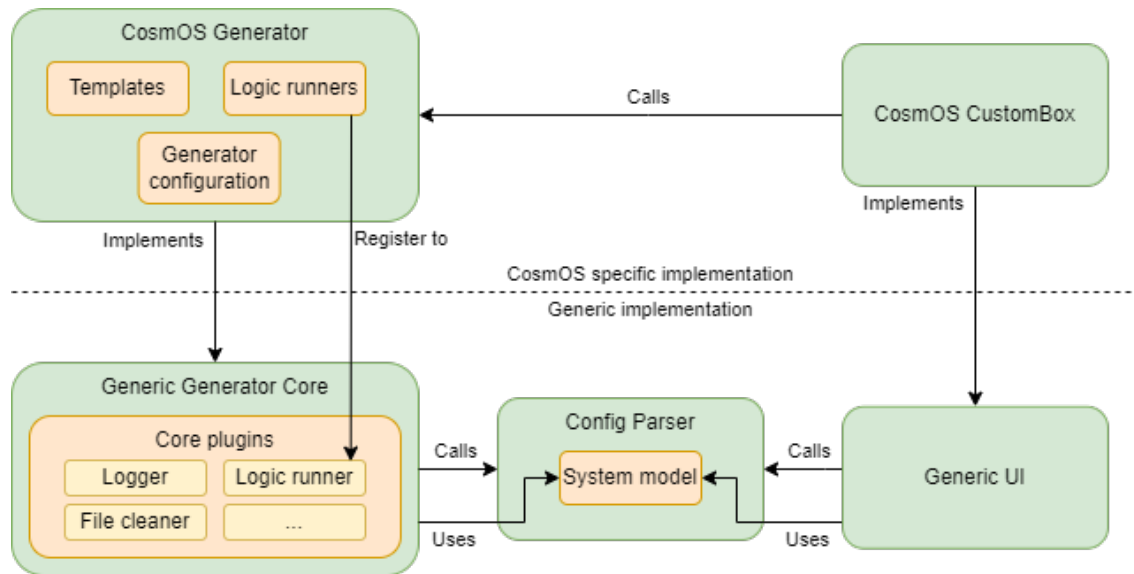 CosmOS Generator
Templates
Logic runners
Generator
configuration
Calls
CosmOS CustomBox
Implements
Register to
Implements
CosmOS specific implementation
Generic implementation
Generic Generator Core
Core plugins
Logger
Logic runner
File cleaner
...
Calls
Uses
Config Parser
System model
Calls
Uses
Generic UI